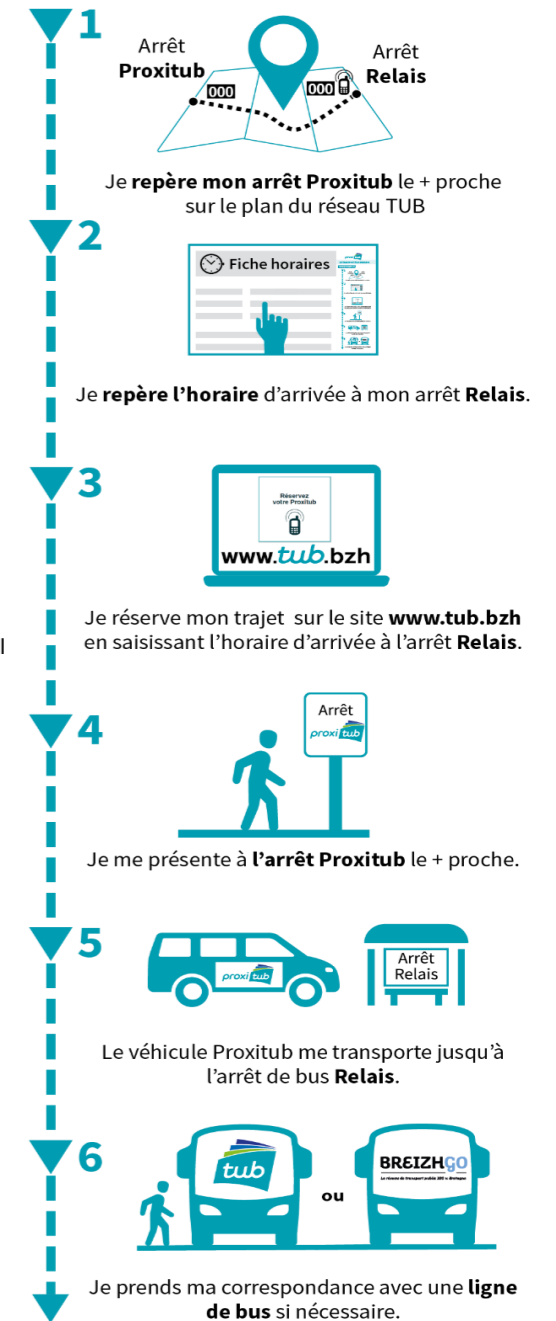 1
Arrêt
Proxitub
Arrêt
Relais
000
000
Je repère mon arrêt Proxitub le + proche
sur le plan du réseau TUB
2
Fiche horaires
Je repère l’horaire d’arrivée à mon arrêt Relais.
3
Réservez
votre Proxitub
www.tub.bzh
Je réserve mon trajet sur le site www.tub.bzh
en saisissant l’horaire d’arrivée à l’arrêt Relais.
l
4
Arrêt
proxitub
Je me présente à l’arrêt Proxitub le + proche.
5
proxitub
Arrêt
Relais
Le véhicule Proxitub me transporte jusqu’à
l’arrêt de bus Relais.
6
tub
ou
BREIZHGO
Je prends ma correspondance avec une ligne
de bus si nécessaire.